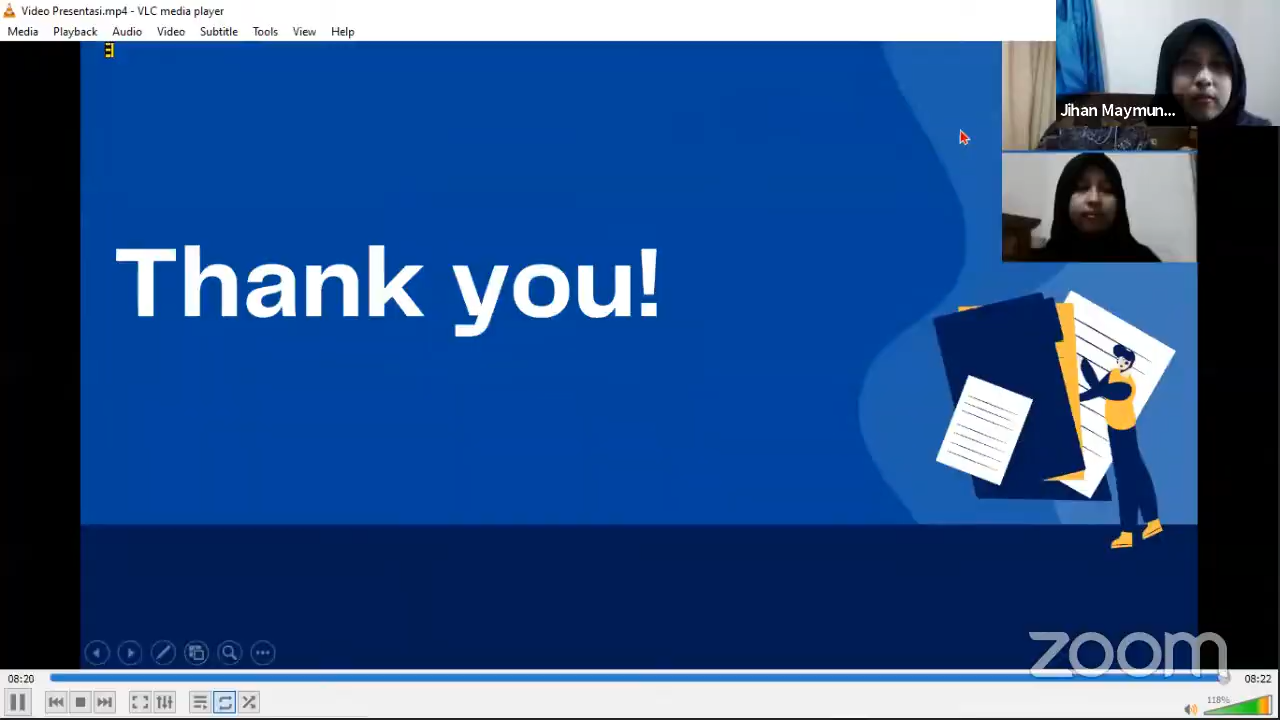 Video Presentasi.mp4 - VLC media player
Media Playback Audio Video Subtitle Tools View Help
Jihan Maymun...
Thank you!
zoom
08:20
08:22
118%